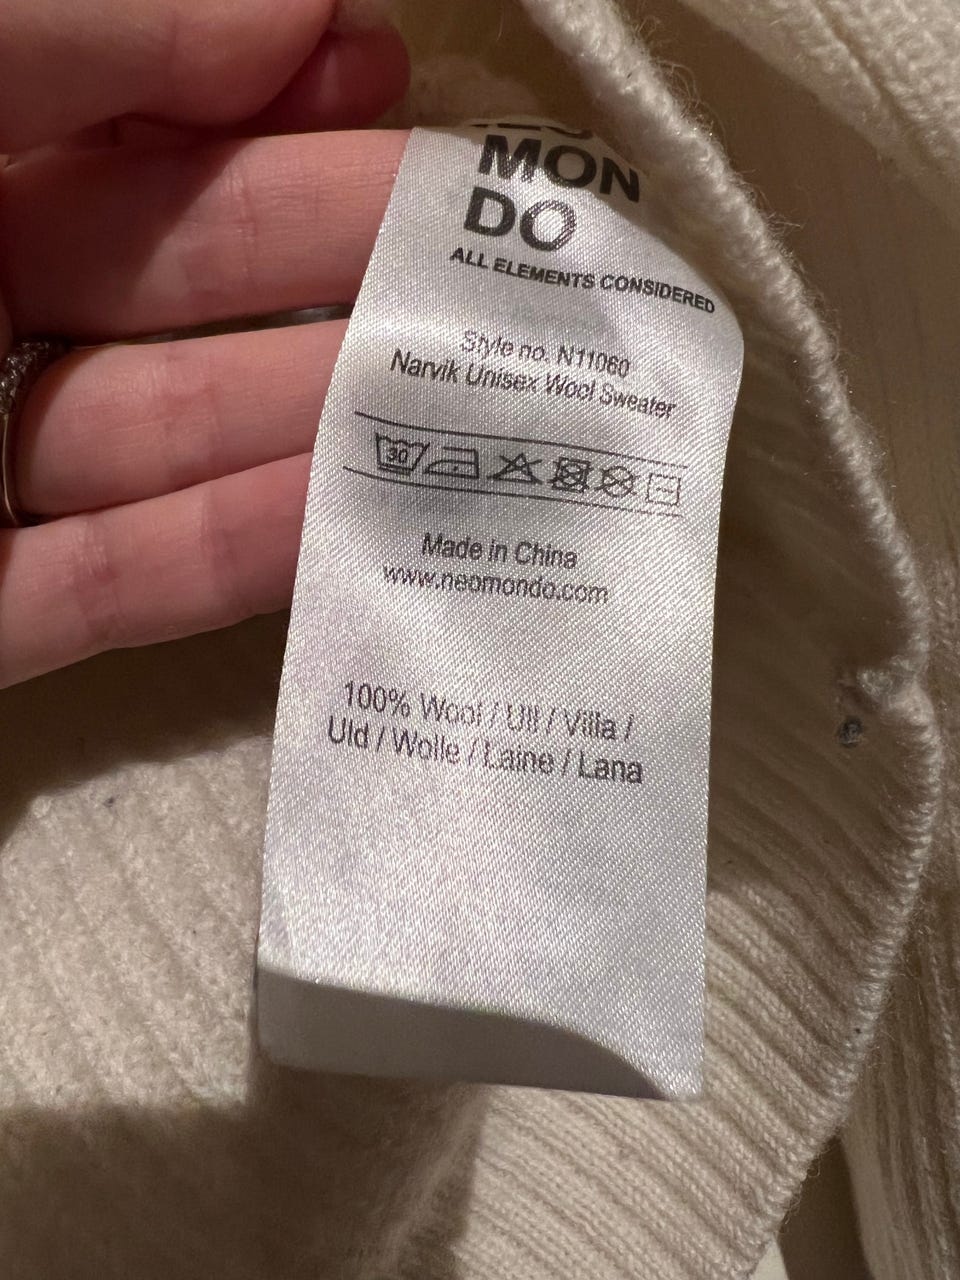 MON
DO
ALL ELEMENTS CONSIDERED
Style no. N11060
Narvik Unisex Wool Sweater
30
Made in China
www.neomondo.com
100% Wool / Ull / Villa /
Uld / Wolle / Laine / Lana